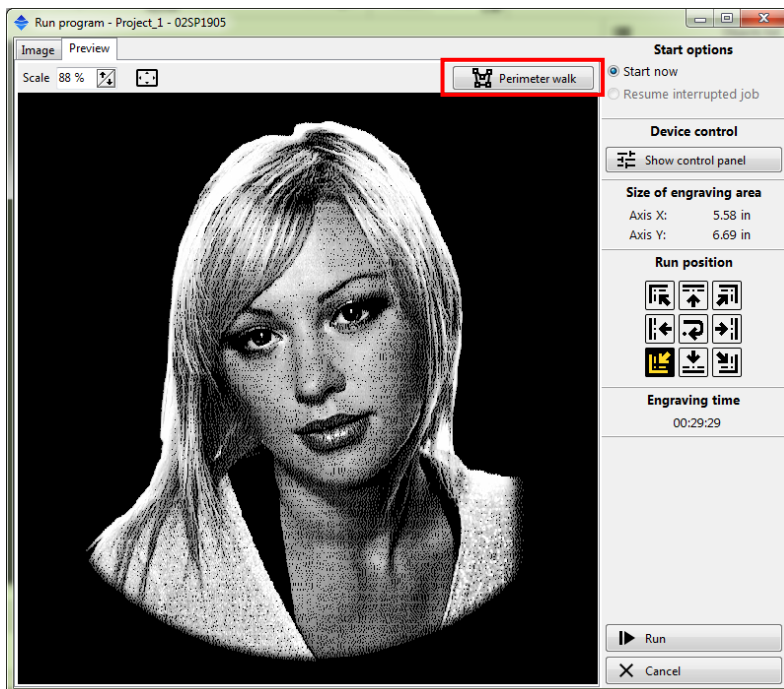 Run program - Project_1 - 02SP1905
Image Preview
Scale 88 %
Perimeter walk
Start options
Start now
Resume interrupted job
Device control
Show control panel
Size of engraving area
Axis X: 5.58 in
Axis Y: 6.69 in
Run position
Engraving time
00:29:29
Run
Cancel